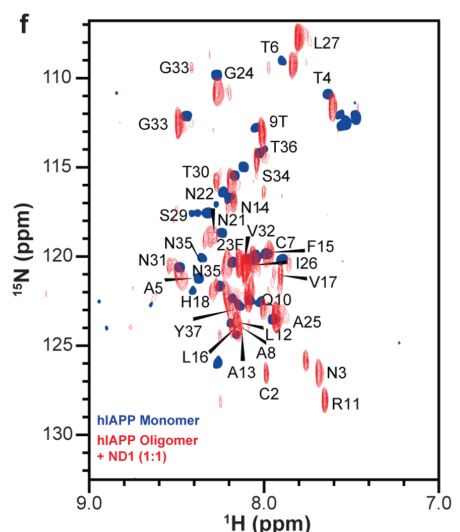 f
T6
L27
G33
G24
110
T4
G33
9T
T36
115
S34
T30
N22
N14
S29
N21
V32
N35
23F
C7
F15
120
N31
N35
I26
A5
V17
H18
Q10
A25
Y37
L12
125
L16
A8
A13
N3
C2
R11
hIAPP Monomer
hIAPP Oligomer
+ ND1 (1:1)
130
9.0
8.0
7.0
¹H (ppm)
¹⁵N (ppm)